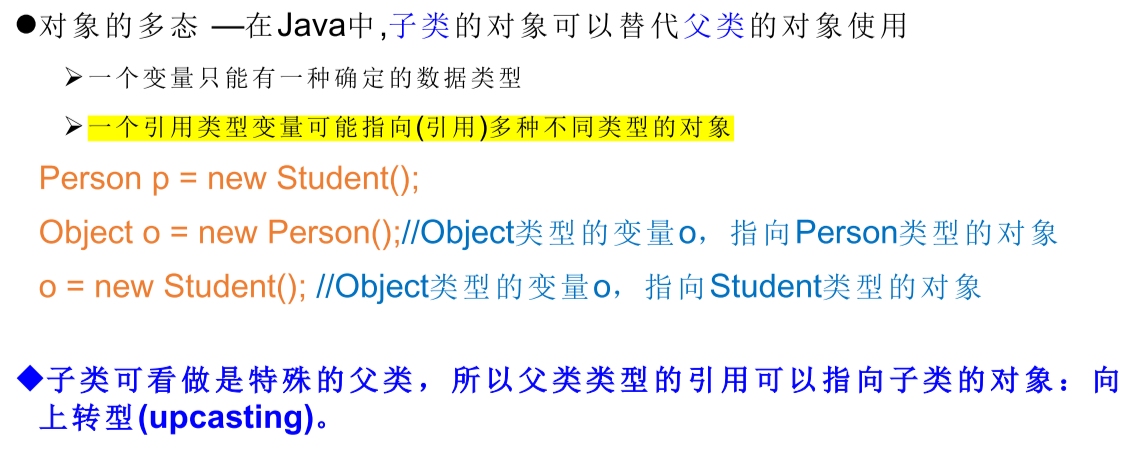 ●对象的多态 —在Java中,子类的对象可以替代父类的对象使用
➢一个变量只能有一种确定的数据类型
➢一个引用类型变量可能指向(引用)多种不同类型的对象
Person p = new Student();
Object o = new Person();//Object类型的变量o，指向Person类型的对象
o = new Student(); //Object类型的变量o，指向Student类型的对象
◆子类可看做是特殊的父类，所以父类类型的引用可以指向子类的对象：向
上转型(upcasting)。